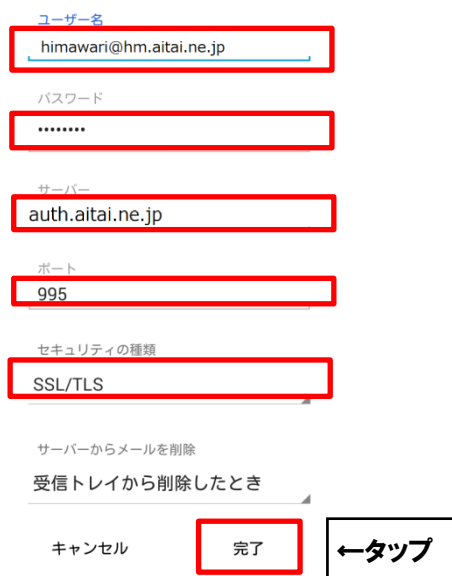 ユーザー名
himawari@hm.aitai.ne.jp
パスワード
••••••••
サーバー
auth.aitai.ne.jp
ポート
995
セキュリティの種類
SSL/TLS
サーバーからメールを削除
受信トレイから削除したとき
キャンセル 完了 ←タップ